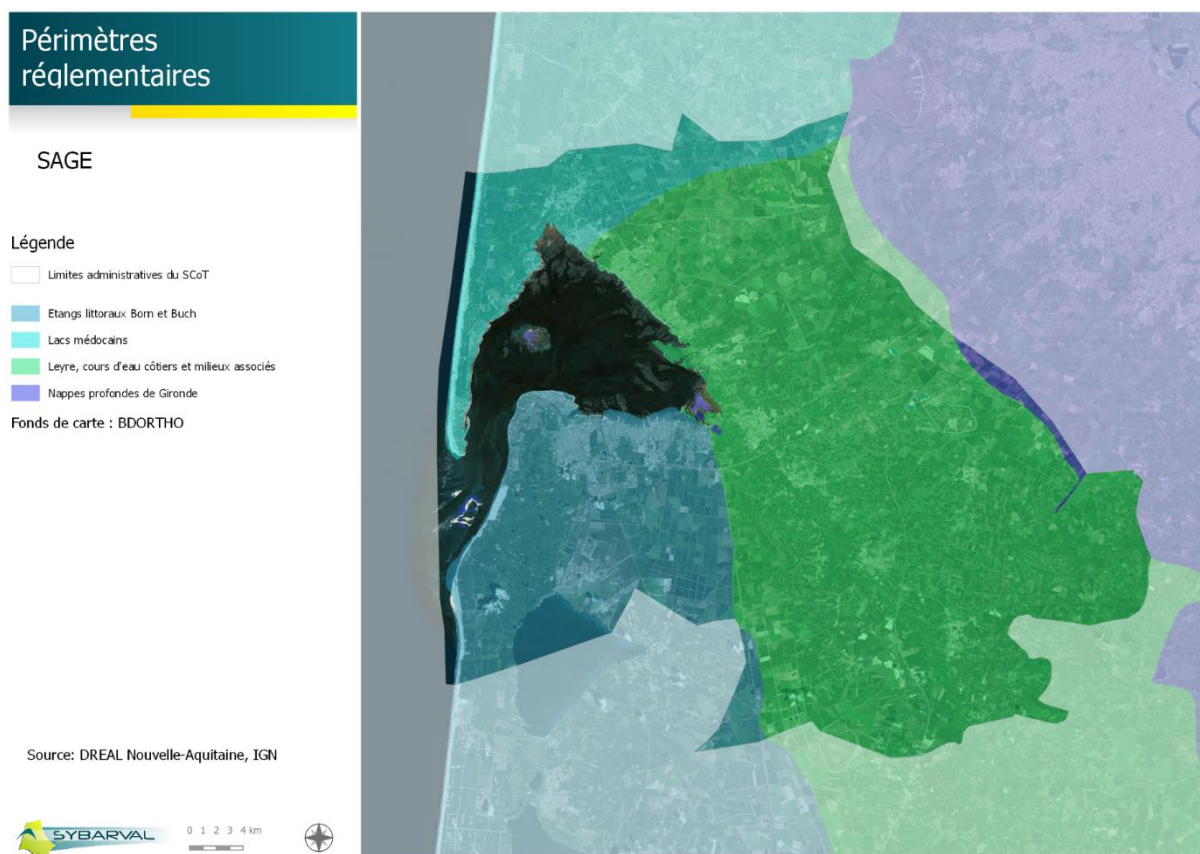 Périmètres
réglementaires
SAGE
Légende
Limites administratives du SCoT
Etangs littoraux Born et Buch
Lacs médocains
Leyre, cours d'eau côtiers et milieux associés
Nappes profondes de Gironde
Fonds de carte : BDORTHO
Source: DREAL Nouvelle-Aquitaine, IGN
SYBARVAL
0 1 2 3 4 km